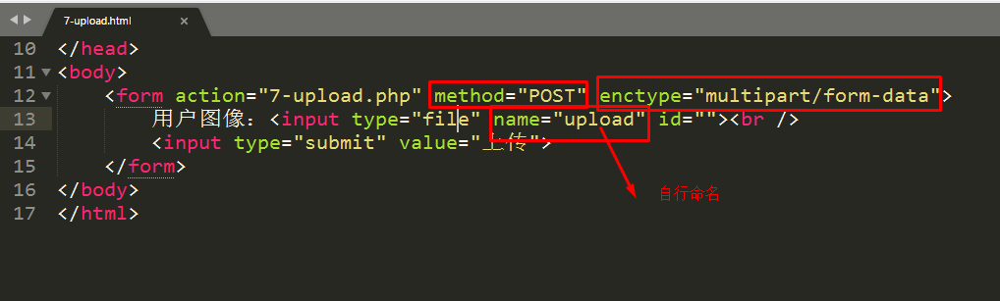 7-upload.html ×
10 </head>
11 <body>
12 <form action="7-upload.php" method="POST" enctype="multipart/form-data">
13 用户图像：<input type="file" name="upload" id=""><br />
14 <input type="submit" value="上传">
15 </form>
16 </body>
17 </html>
自行命名